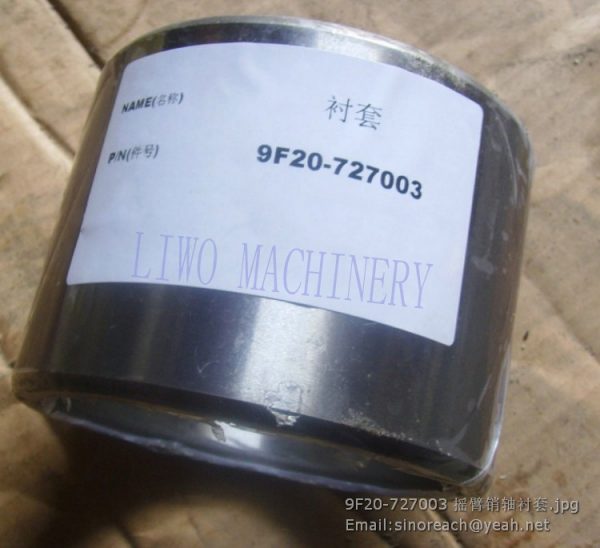 NAME(名称) 衬套
P/N(件号) 9F20-727003
LIWO MACHINERY
9F20-727003 摇臂销轴衬套.jpg
Email:sinoreach@yeah.net